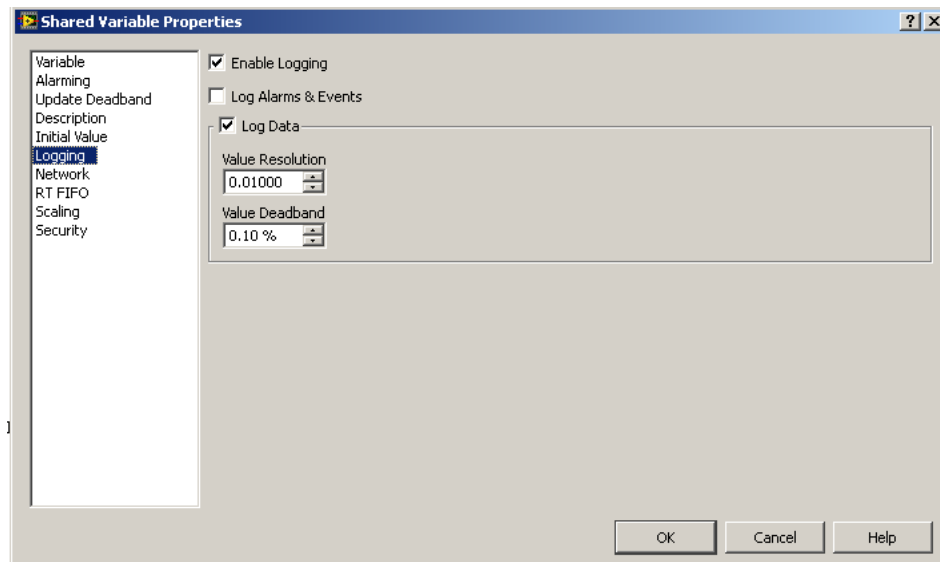 Shared Variable Properties
Variable
Alarming
Update Deadband
Description
Initial Value
Logging
Network
RT FIFO
Scaling
Security
Enable Logging
Log Alarms & Events
Log Data
Value Resolution
0.01000
Value Deadband
0.10 %
OK
Cancel
Help